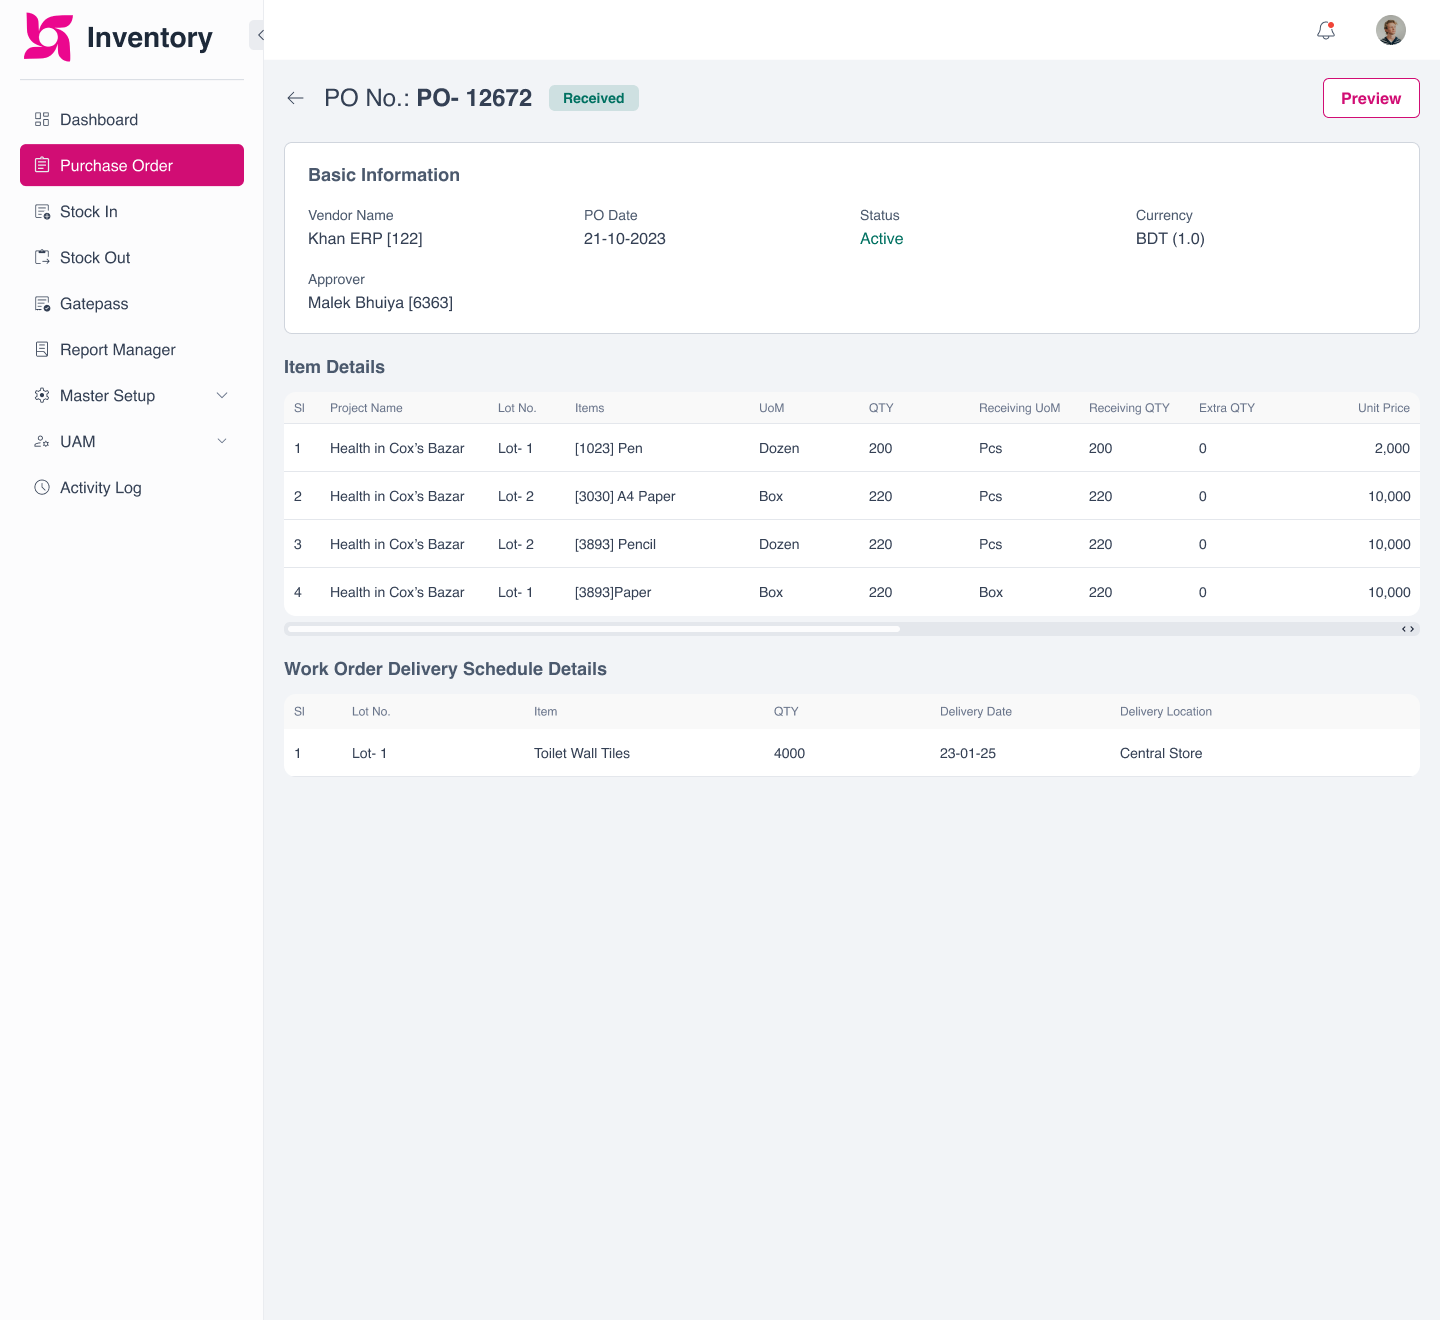 Inventory
Dashboard
Purchase Order
Stock In
Stock Out
Gatepass
Report Manager
Master Setup
UAM
Activity Log
PO No.: PO- 12672 Received Preview
Basic Information
Vendor Name PO Date Status Currency
Khan ERP [122] 21-10-2023 Active BDT (1.0)
Approver
Malek Bhuiya [6363]
Item Details
Sl Project Name Lot No. Items UoM QTY Receiving UoM Receiving QTY Extra QTY Unit Price
1 Health in Cox’s Bazar Lot- 1 [1023] Pen Dozen 200 Pcs 200 0 2,000
2 Health in Cox’s Bazar Lot- 2 [3030] A4 Paper Box 220 Pcs 220 0 10,000
3 Health in Cox’s Bazar Lot- 2 [3893] Pencil Dozen 220 Pcs 220 0 10,000
4 Health in Cox’s Bazar Lot- 1 [3893]Paper Box 220 Box 220 0 10,000
Work Order Delivery Schedule Details
Sl Lot No. Item QTY Delivery Date Delivery Location
1 Lot- 1 Toilet Wall Tiles 4000 23-01-25 Central Store